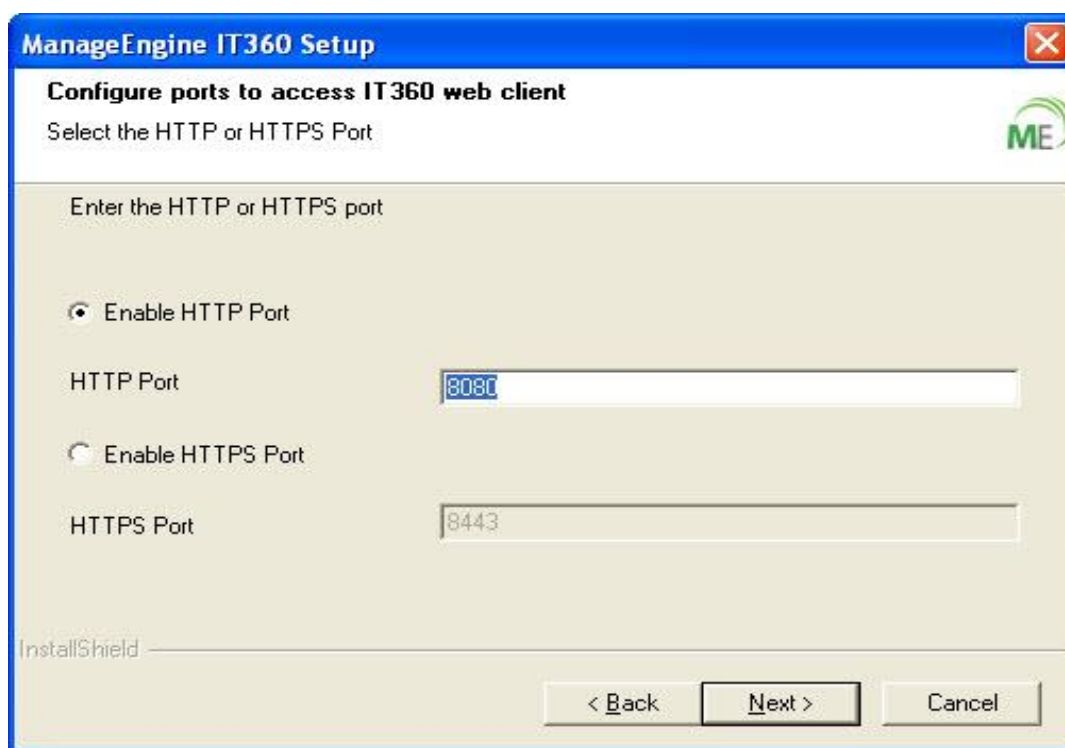 ManageEngine IT360 Setup
Configure ports to access IT360 web client
Select the HTTP or HTTPS Port
ME
Enter the HTTP or HTTPS port
Enable HTTP Port
HTTP Port 8080
Enable HTTPS Port
HTTPS Port 8443
InstallShield
< Back Next > Cancel